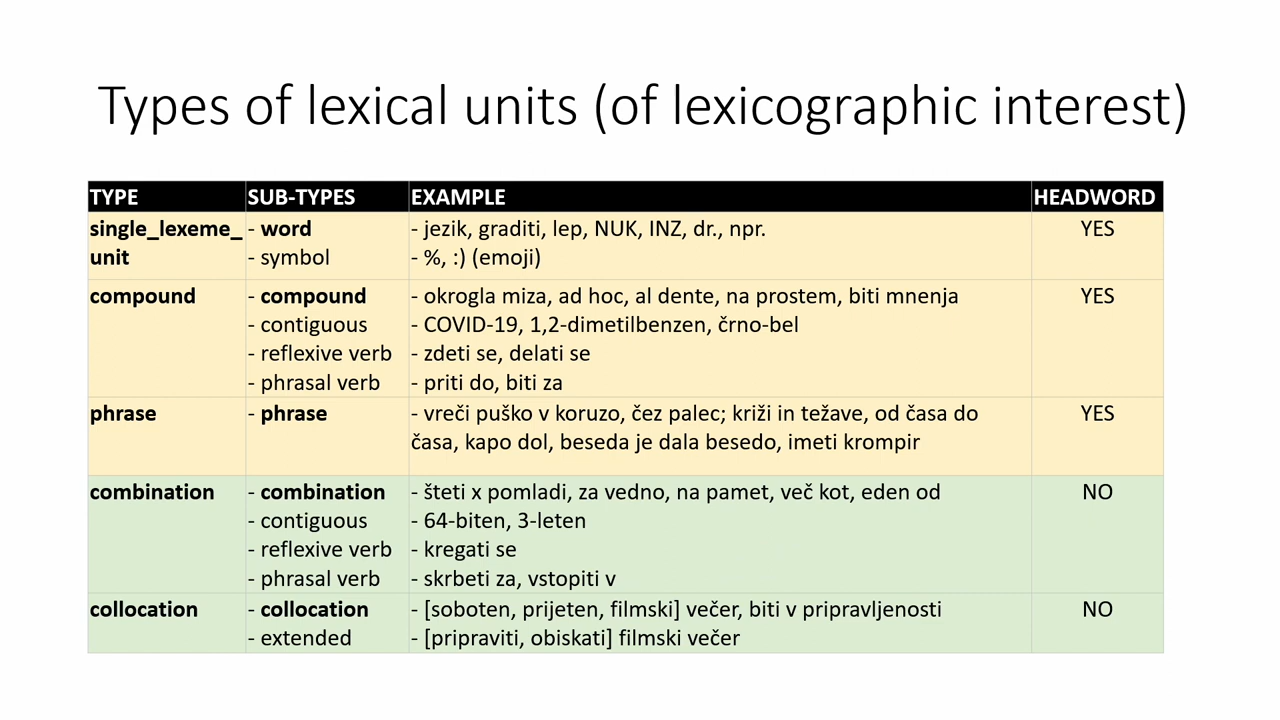 Types of lexical units (of lexicographic interest)
TYPE SUB-TYPES EXAMPLE HEADWORD
single_lexeme_ - word - jezik, graditi, lep, NUK, INZ, dr., npr. YES
unit - symbol - %, :) (emoji)
compound - compound - okrogla miza, ad hoc, al dente, na prostem, biti mnenja YES
- contiguous - COVID-19, 1,2-dimetilbenzen, črno-bel
- reflexive verb - zdeti se, delati se
- phrasal verb - priti do, biti za
phrase - phrase - vreči puško v koruzo, čez palec; križi in težave, od časa do YES
časa, kapo dol, beseda je dala besedo, imeti krompir
combination - combination - šteti x pomladi, za vedno, na pamet, več kot, eden od NO
- contiguous - 64-biten, 3-leten
- reflexive verb - kregati se
- phrasal verb - skrbeti za, vstopiti v
collocation - collocation - [soboten, prijeten, filmski] večer, biti v pripravljenosti NO
- extended - [pripraviti, obiskati] filmski večer